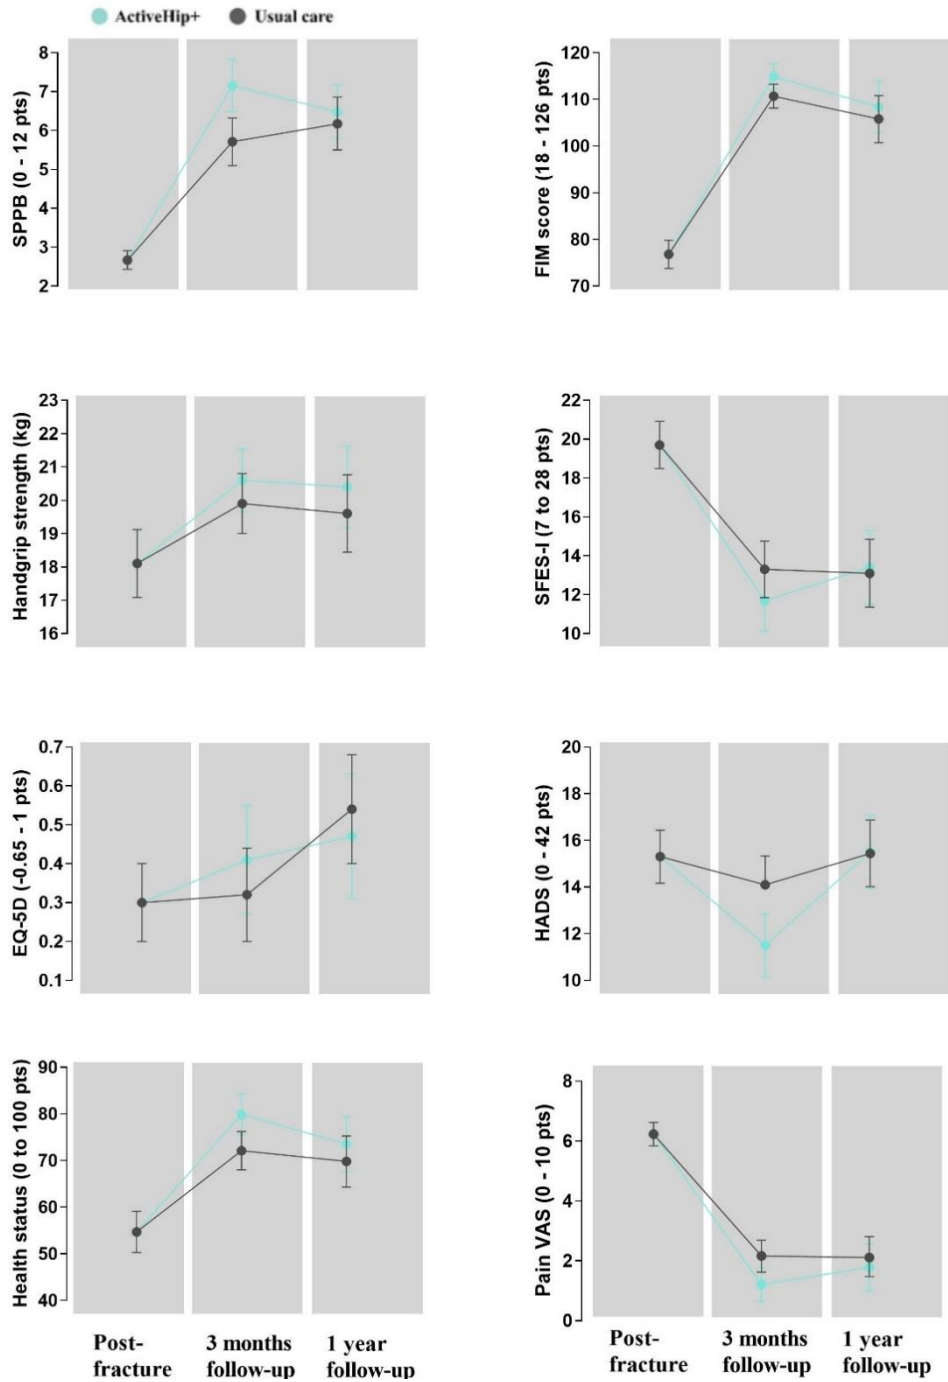 ActiveHip+ Usual care
SPPB (0 - 12 pts)
8
7
6
5
4
3
2
FIM score (18 - 126 pts)
120
110
100
90
80
70
Handgrip strength (kg)
23
22
21
20
19
18
17
16
SFES-I (7 to 28 pts)
22
20
18
16
14
12
10
EQ-5D (-0.65 - 1 pts)
0.7
0.6
0.5
0.4
0.3
0.2
0.1
HADS (0 - 42 pts)
20
18
16
14
12
10
Health status (0 to 100 pts)
90
80
70
60
50
40
Pain VAS (0 - 10 pts)
8
6
4
2
0
Post-
fracture
3 months
follow-up
1 year
follow-up
Post-
fracture
3 months
follow-up
1 year
follow-up